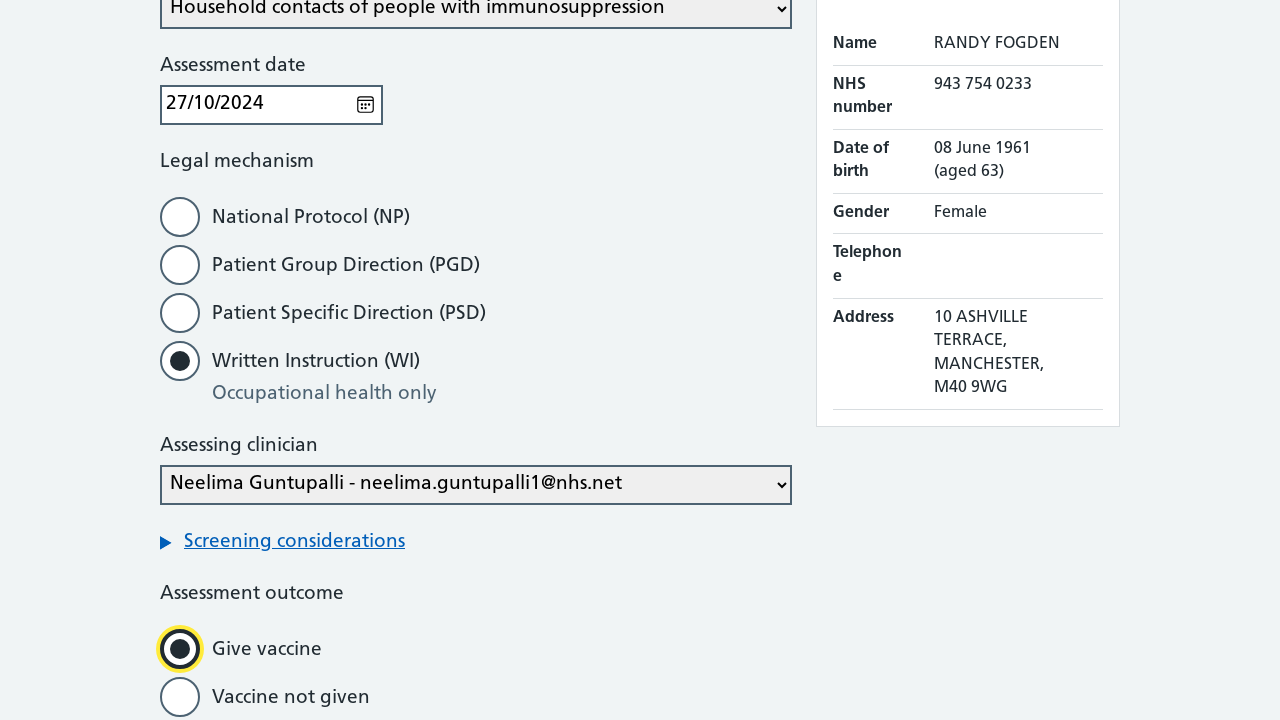 Household contacts of people with immunosuppression
Assessment date
27/10/2024
Legal mechanism
National Protocol (NP)
Patient Group Direction (PGD)
Patient Specific Direction (PSD)
Written Instruction (WI)
Occupational health only
Assessing clinician
Neelima Guntupalli - neelima.guntupalli1@nhs.net
Screening considerations
Assessment outcome
Give vaccine
Vaccine not given
Name RANDY FOGDEN
NHS 943 754 0233
number
Date of 08 June 1961
birth (aged 63)
Gender Female
Telephon
e
Address 10 ASHVILLE
TERRACE,
MANCHESTER,
M40 9WG